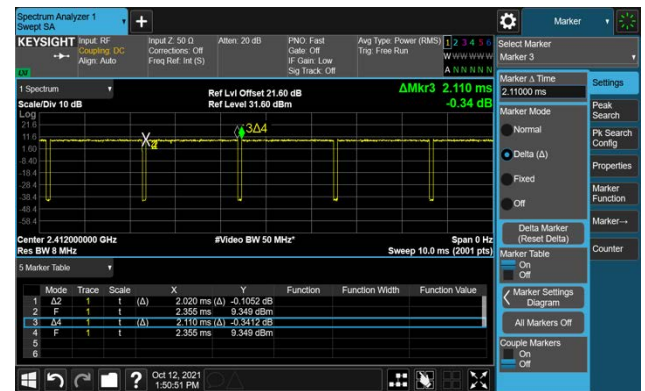 Spectrum Analyzer 1
Swept SA
+
Marker
KEYSIGHT Input: RF Input Z: 50 Ω Atten: 20 dB PNO: Fast Avg Type: Power (RMS) 1 2 3 4 5 6
Coupling: DC Corrections: Off Gate: Off Trig: Free Run
Align: Auto Freq Ref: Int (S) IF Gain: Low W W W W W W
Sig Track: Off A N N N N N
LXI
Select Marker
Marker 3
1 Spectrum
Ref Lvl Offset 21.60 dB
ΔMkr3 2.110 ms
Scale/Div 10 dB
Ref Level 31.60 dBm
-0.34 dB
Log
21.6
11.6
1.60
-8.40
-18.4
-28.4
-38.4
-48.4
-58.4
3Δ4
Center 2.412000000 GHz
#Video BW 50 MHz*
Span 0 Hz
Res BW 8 MHz
Sweep 10.0 ms (2001 pts)
5 Marker Table
Mode Trace Scale X Y Function Function Width Function Value
1 Δ2 1 t (Δ) 2.020 ms (Δ) -0.1052 dB
2 F 1 t 2.355 ms 9.349 dBm
3 Δ4 1 t (Δ) 2.110 ms (Δ) -0.3412 dB
4 F 1 t 2.355 ms 9.349 dBm
5
6
Marker Δ Time
2.11000 ms
Marker Mode
Normal
Delta (Δ)
Fixed
Off
Delta Marker
(Reset Delta)
Marker Table
On
Off
Marker Settings
Diagram
All Markers Off
Couple Markers
On
Off
Settings
Peak
Search
Pk Search
Config
Properties
Marker
Function
Marker→
Counter
?
Oct 12, 2021
1:50:51 PM